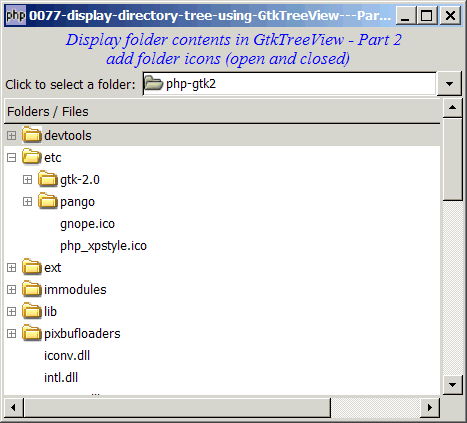 php 0077-display-directory-tree-using-GtkTreeView---Par...
Display folder contents in GtkTreeView - Part 2
add folder icons (open and closed)
Click to select a folder: php-gtk2
Folders / Files
devtools
etc
gtk-2.0
pango
gnope.ico
php_xpstyle.ico
ext
immodules
lib
pixbufloaders
iconv.dll
intl.dll